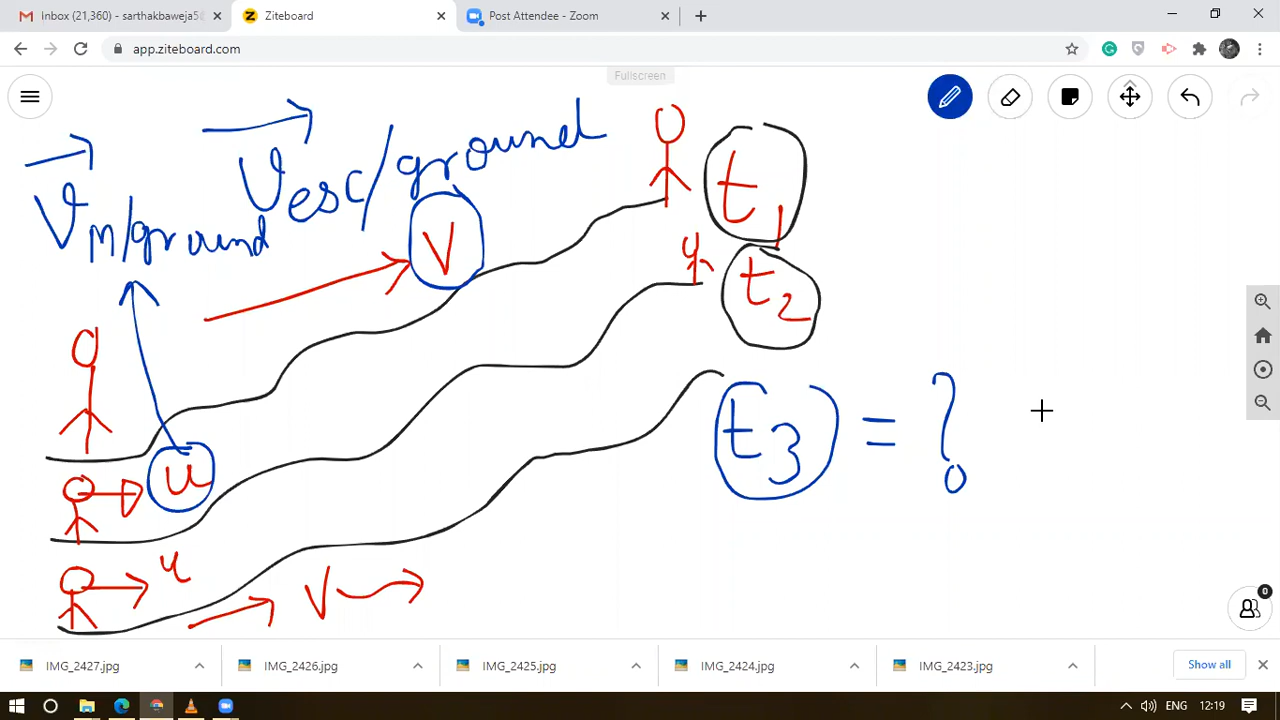 Inbox (21,360) - sarthakbaweja5
Ziteboard
Post Attendee - Zoom
app.ziteboard.com
Fullscreen
V esc/ground
V M/ground
V
t1
t2
t3 = ?
u
u
V
0
IMG_2427.jpg
IMG_2426.jpg
IMG_2425.jpg
IMG_2424.jpg
IMG_2423.jpg
Show all
ENG
12:19